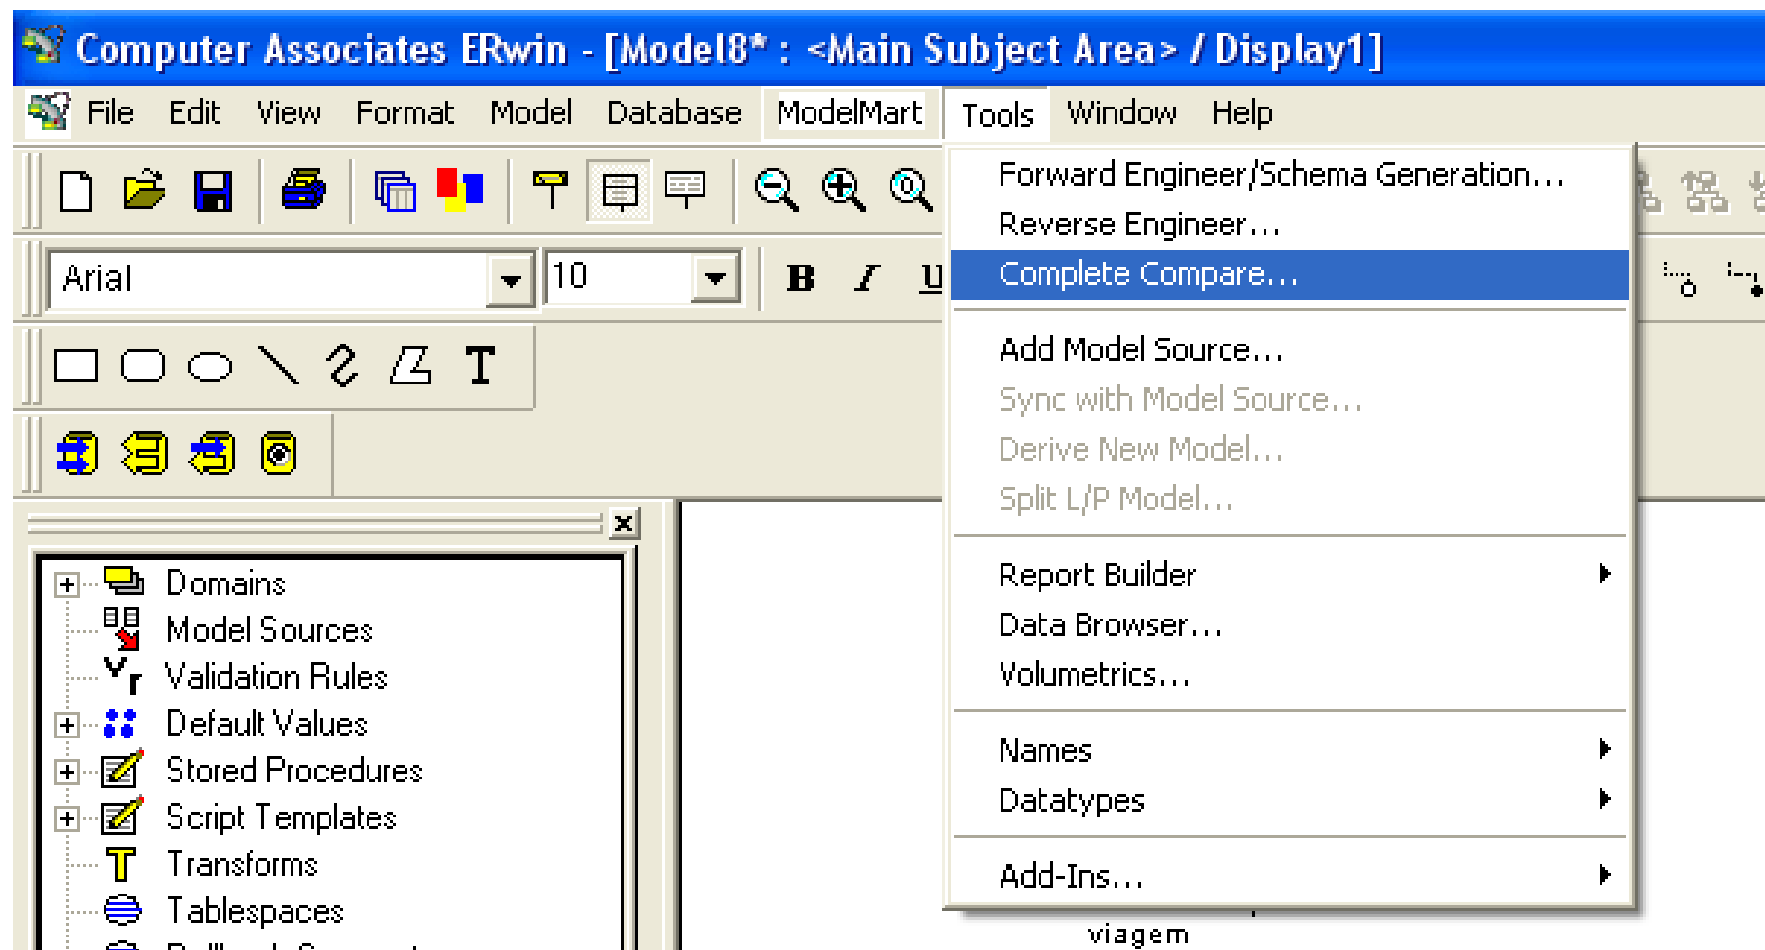 Computer Associates ERwin - [Model8* : <Main Subject Area> / Display1]
File Edit View Format Model Database ModelMart Tools Window Help
Forward Engineer/Schema Generation...
Reverse Engineer...
Complete Compare...
Add Model Source...
Sync with Model Source...
Derive New Model...
Split L/P Model...
Report Builder
Data Browser...
Volumetrics...
Names
Datatypes
Add-Ins...
Arial 10 B I U
T
Domains
Model Sources
Validation Rules
Default Values
Stored Procedures
Script Templates
Transforms
Tablespaces
viagem